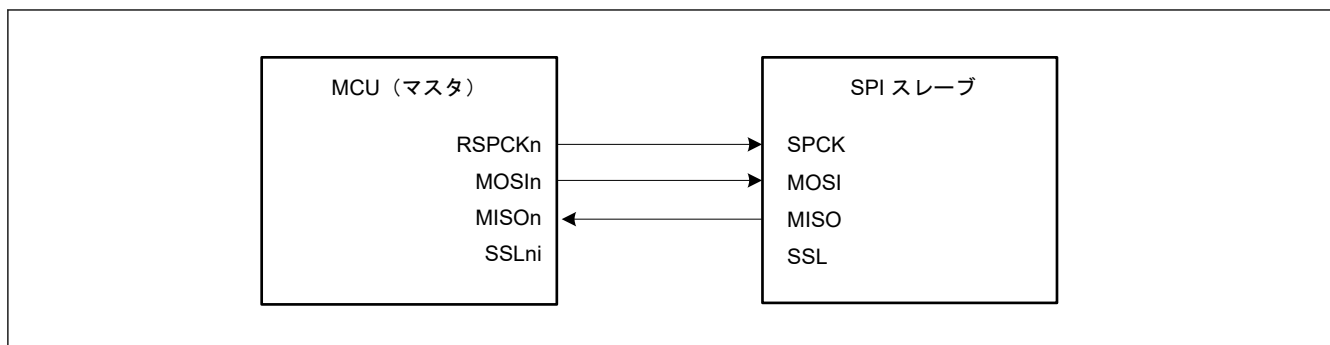 MCU（マスタ）
RSPCKn
MOSIn
MISOn
SSLni
SPI スレーブ
SPCK
MOSI
MISO
SSL